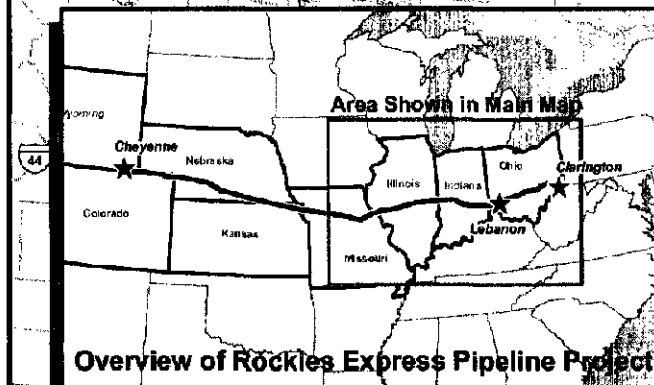 Area Shown in Main Map
Wyoming
Cheyenne
44
Nebraska
Ohio
Clarington
Illinois
Indiana
Colorado
Lebanon
Kansas
Missouri
Overview of Rockies Express Pipeline Project